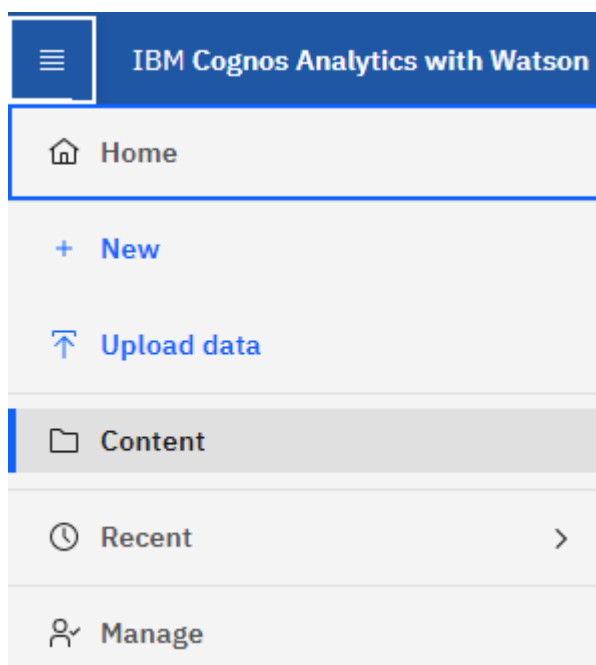 IBM Cognos Analytics with Watson
Home
New
Upload data
Content
Recent
Manage